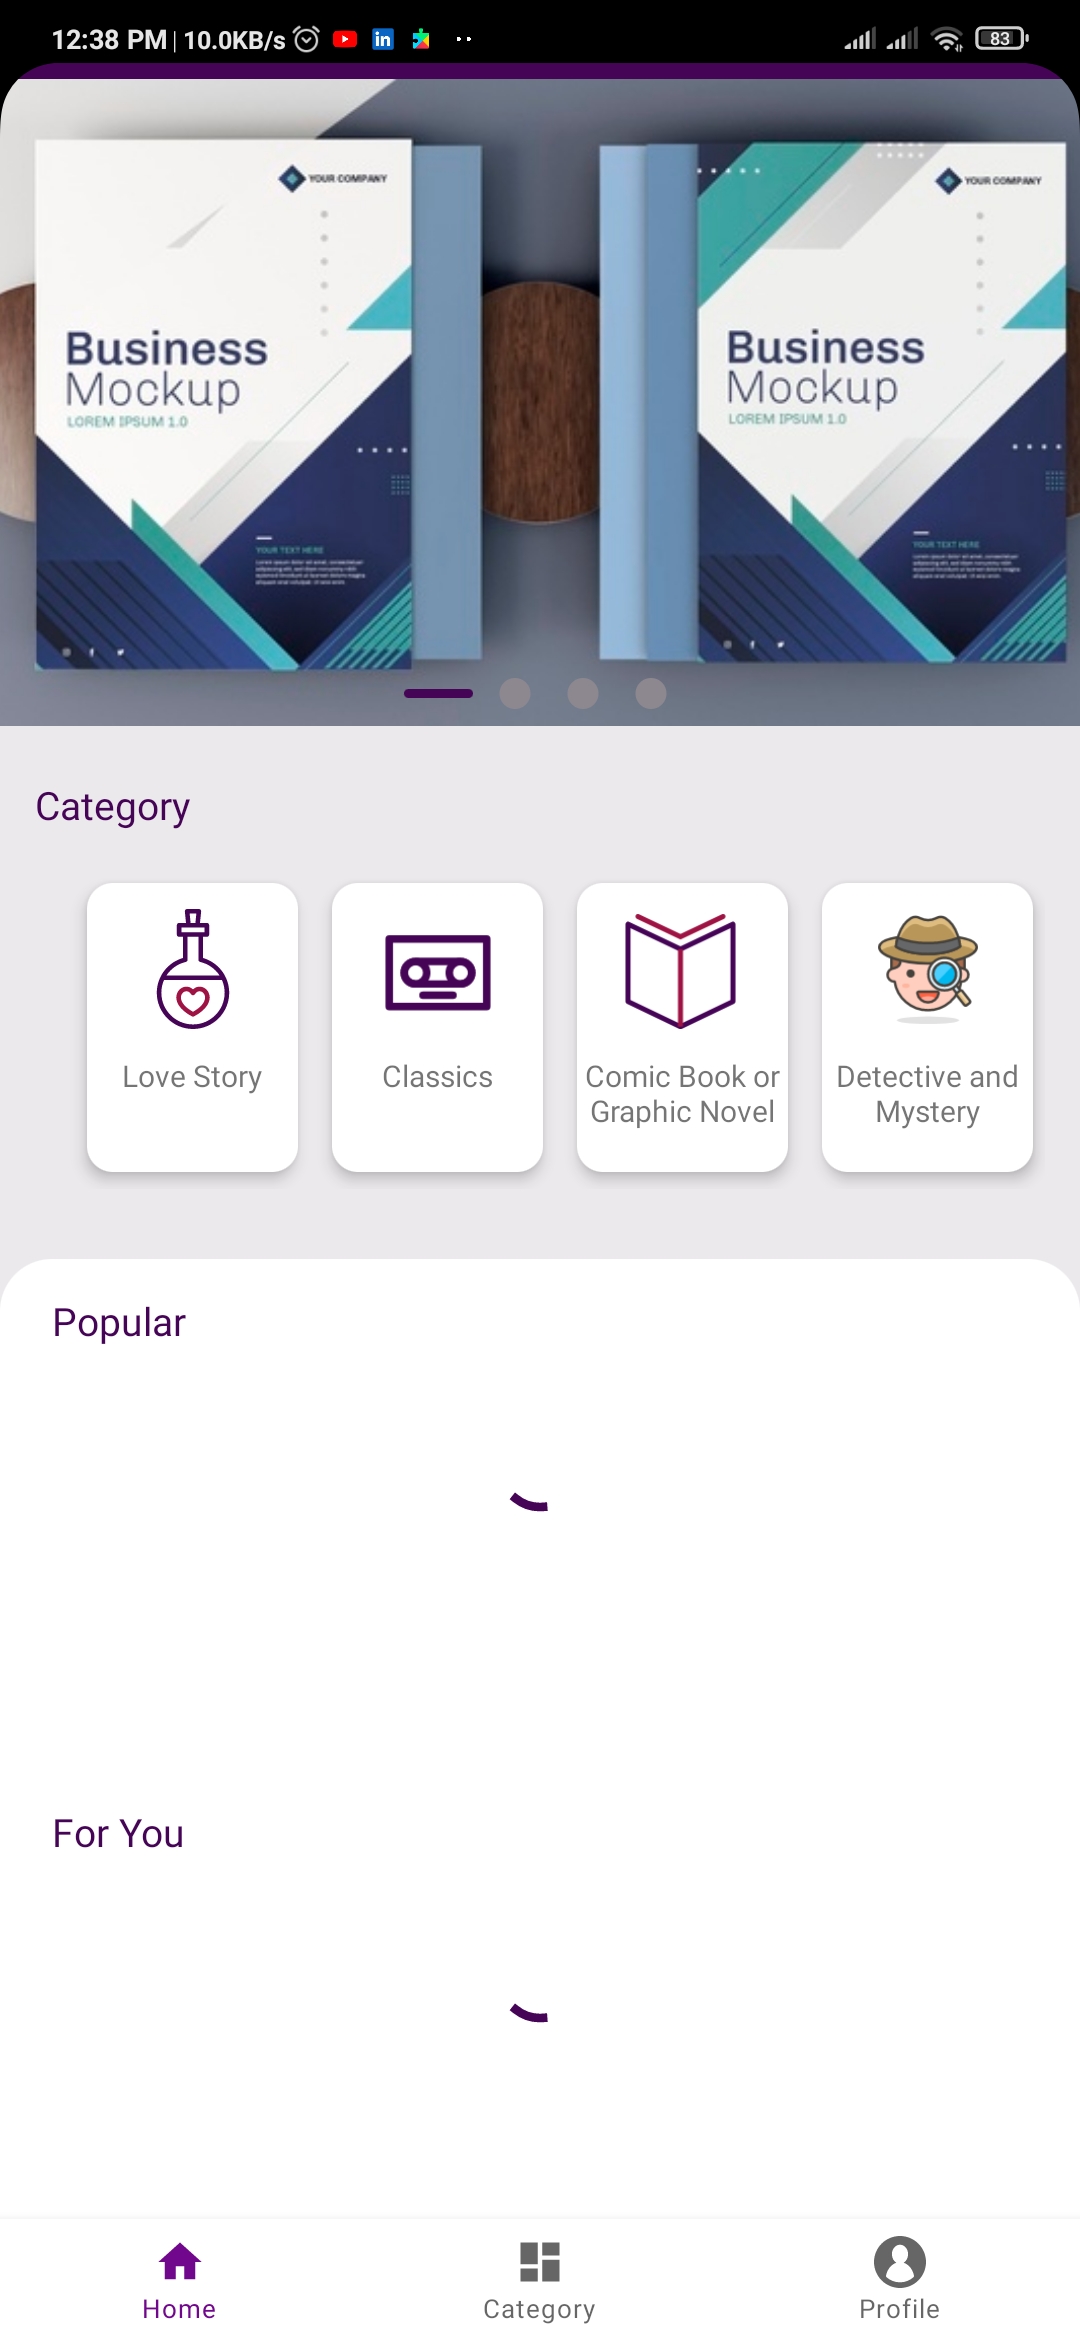 12:38 PM | 10.0KB/s
83
YOUR COMPANY
Business
Mockup
LOREM IPSUM 1.0
YOUR TEXT HERE
YOUR COMPANY
Business
Mockup
LOREM IPSUM 1.0
YOUR TEXT HERE
Category
Love Story
Classics
Comic Book or
Graphic Novel
Detective and
Mystery
Popular
For You
Home
Category
Profile